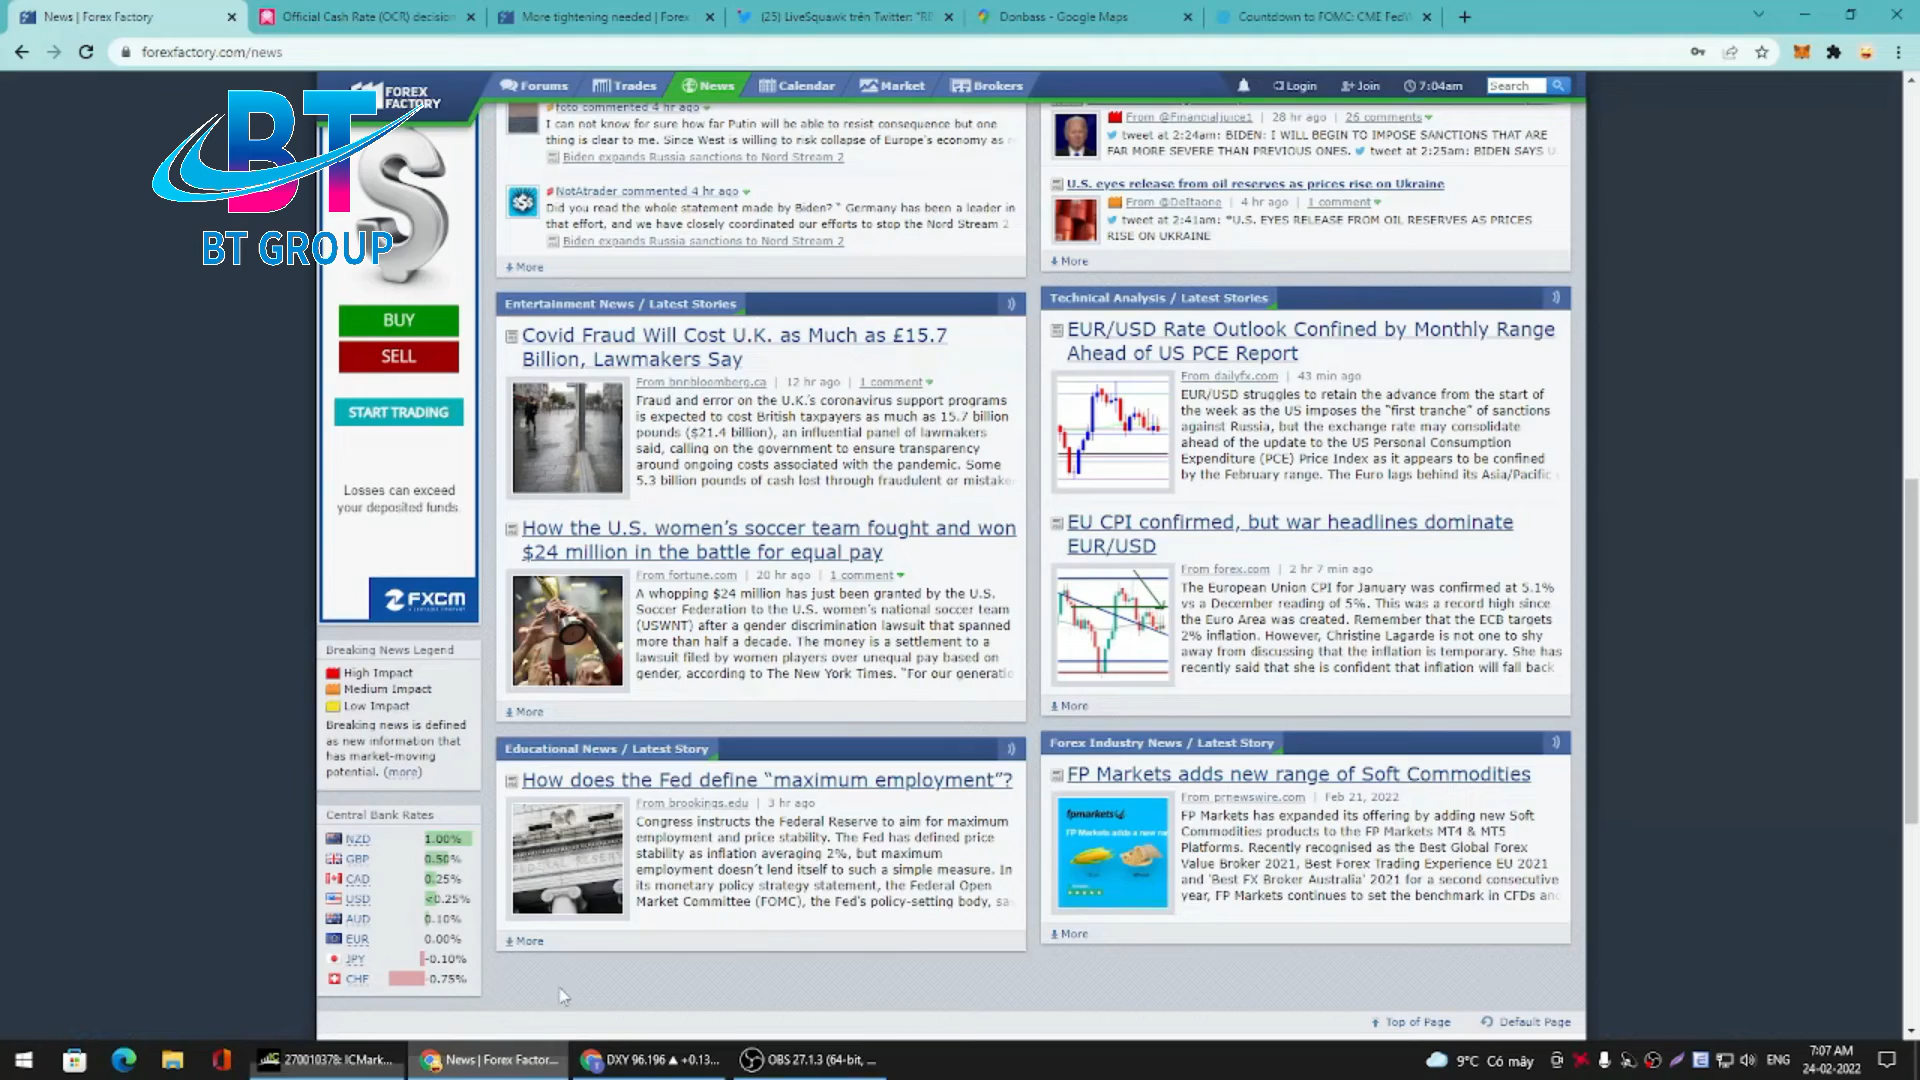 News | Forex Factory
Official Cash Rate (OCR) decision
More tightening needed | Forex
(25) LiveSquawk trên Twitter: "RE
Donbass - Google Maps
Countdown to FOMC: CME FedW
forexfactory.com/news
FOREX
FACTORY
Forums
Trades
News
Calendar
Market
Brokers
Login
Join
7:04am
Search
BT
BT GROUP
$
BUY
SELL
START TRADING
Losses can exceed
your deposited funds.
FXCM
Breaking News Legend
High Impact
Medium Impact
Low Impact
Breaking news is defined
as new information that
has market-moving
potential. (more)
Central Bank Rates
NZD 1.00%
GBP 0.50%
CAD 0.25%
USD <0.25%
AUD 0.10%
EUR 0.00%
JPY -0.10%
CHF -0.75%
foto commented 4 hr ago
I can not know for sure how far Putin will be able to resist consequence but one
thing is clear to me. Since West is willing to risk collapse of Europe's economy as
Biden expands Russia sanctions to Nord Stream 2
NotAtrader commented 4 hr ago
Did you read the whole statement made by Biden? " Germany has been a leader in
that effort, and we have closely coordinated our efforts to stop the Nord Stream 2
Biden expands Russia sanctions to Nord Stream 2
More
Entertainment News / Latest Stories
Covid Fraud Will Cost U.K. as Much as £15.7
Billion, Lawmakers Say
From bnnbloomberg.ca | 12 hr ago | 1 comment
Fraud and error on the U.K.'s coronavirus support programs
is expected to cost British taxpayers as much as 15.7 billion
pounds ($21.4 billion), an influential panel of lawmakers
said, calling on the government to ensure transparency
around ongoing costs associated with the pandemic. Some
5.3 billion pounds of cash lost through fraudulent or mistake
How the U.S. women's soccer team fought and won
$24 million in the battle for equal pay
From fortune.com | 20 hr ago | 1 comment
A whopping $24 million has just been granted by the U.S.
Soccer Federation to the U.S. women's national soccer team
(USWNT) after a gender discrimination lawsuit that spanned
more than half a decade. The money is a settlement to a
lawsuit filed by women players over unequal pay based on
gender, according to The New York Times. "For our generatio
More
Educational News / Latest Story
How does the Fed define "maximum employment"?
From brookings.edu | 3 hr ago
Congress instructs the Federal Reserve to aim for maximum
employment and price stability. The Fed has defined price
stability as inflation averaging 2%, but maximum
employment doesn't lend itself to such a simple measure. In
its monetary policy strategy statement, the Federal Open
Market Committee (FOMC), the Fed's policy-setting body, sa
More
From @Financialjuice1 | 28 hr ago | 26 comments
tweet at 2:24am: BIDEN: I WILL BEGIN TO IMPOSE SANCTIONS THAT ARE
FAR MORE SEVERE THAN PREVIOUS ONES. tweet at 2:25am: BIDEN SAYS U
U.S. eyes release from oil reserves as prices rise on Ukraine
From @DeItaone | 4 hr ago | 1 comment
tweet at 2:41am: *U.S. EYES RELEASE FROM OIL RESERVES AS PRICES
RISE ON UKRAINE
More
Technical Analysis / Latest Stories
EUR/USD Rate Outlook Confined by Monthly Range
Ahead of US PCE Report
From dailyfx.com | 43 min ago
EUR/USD struggles to retain the advance from the start of
the week as the US imposes the "first tranche" of sanctions
against Russia, but the exchange rate may consolidate
ahead of the update to the US Personal Consumption
Expenditure (PCE) Price Index as it appears to be confined
by the February range. The Euro lags behind its Asia/Pacific
EU CPI confirmed, but war headlines dominate
EUR/USD
From forex.com | 2 hr 7 min ago
The European Union CPI for January was confirmed at 5.1%
vs a December reading of 5%. This was a record high since
the Euro Area was created. Remember that the ECB targets
2% inflation. However, Christine Lagarde is not one to shy
away from discussing that the inflation is temporary. She has
recently said that she is confident that inflation will fall back
More
Forex Industry News / Latest Story
FP Markets adds new range of Soft Commodities
From prnewswire.com | Feb 21, 2022
fpmarkets
FP Markets adds a new ra
FP Markets has expanded its offering by adding new Soft
Commodities products to the FP Markets MT4 & MT5
Platforms. Recently recognised as the Best Global Forex
Value Broker 2021, Best Forex Trading Experience EU 2021
and 'Best FX Broker Australia' 2021 for a second consecutive
year, FP Markets continues to set the benchmark in CFDs and
More
Top of Page
Default Page
270010378: ICMark...
News | Forex Factor...
DXY 96.196 ▲ +0.13...
OBS 27.1.3 (64-bit, ...
9°C Có mây
ENG
7:07 AM
24-02-2022